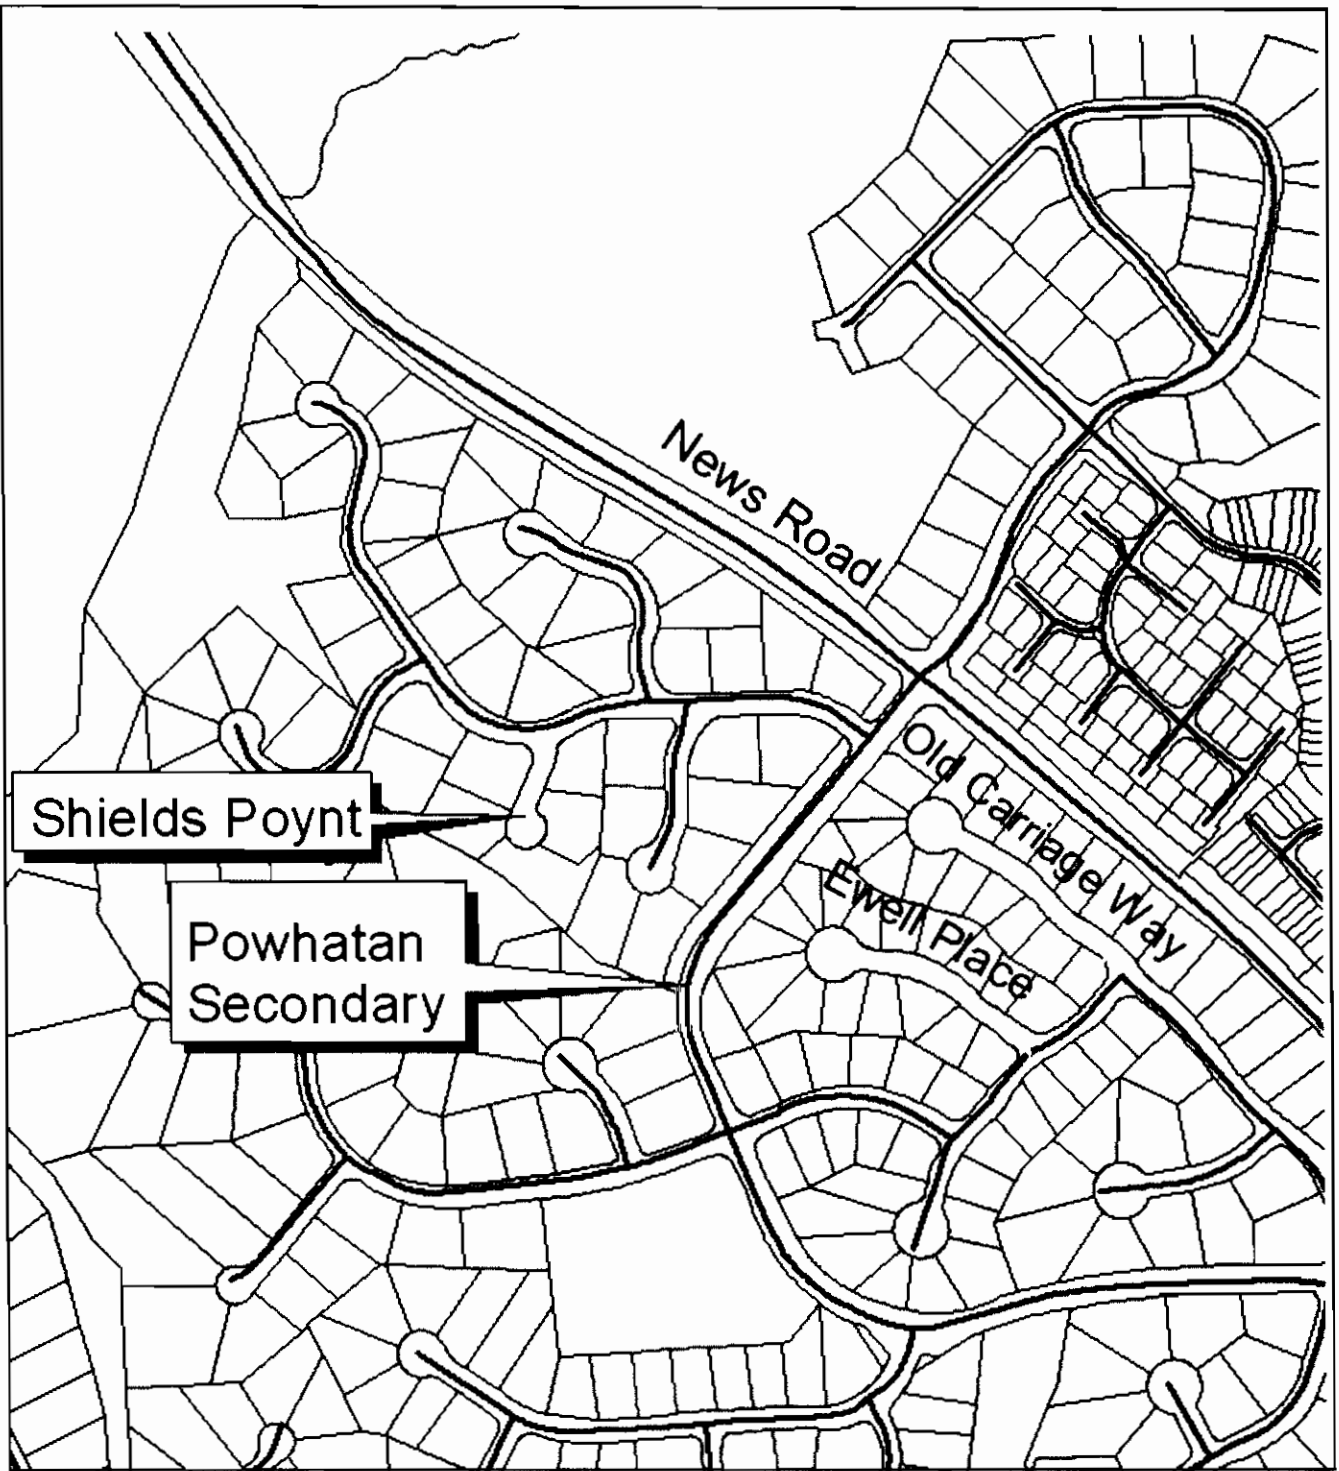 News Road
Old Carriage Way
Shields Poynt
Ewell Place
Powhatan
Secondary